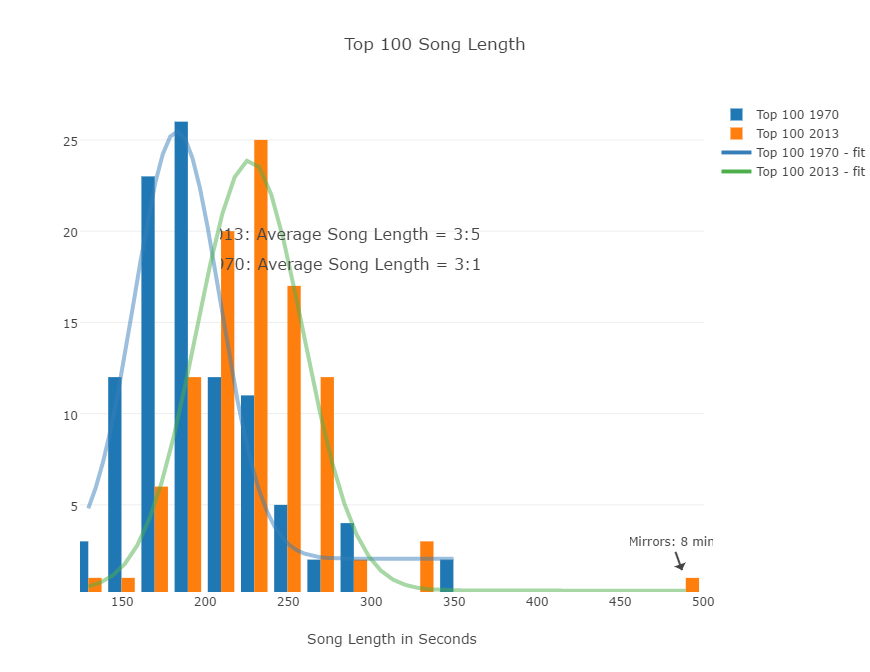 Top 100 Song Length
Top 100 1970
Top 100 2013
Top 100 1970 - fit
Top 100 2013 - fit
25
20
15
10
5
13: Average Song Length = 3:5
70: Average Song Length = 3:1
Mirrors: 8 min
150 200 250 300 350 400 450 500
Song Length in Seconds